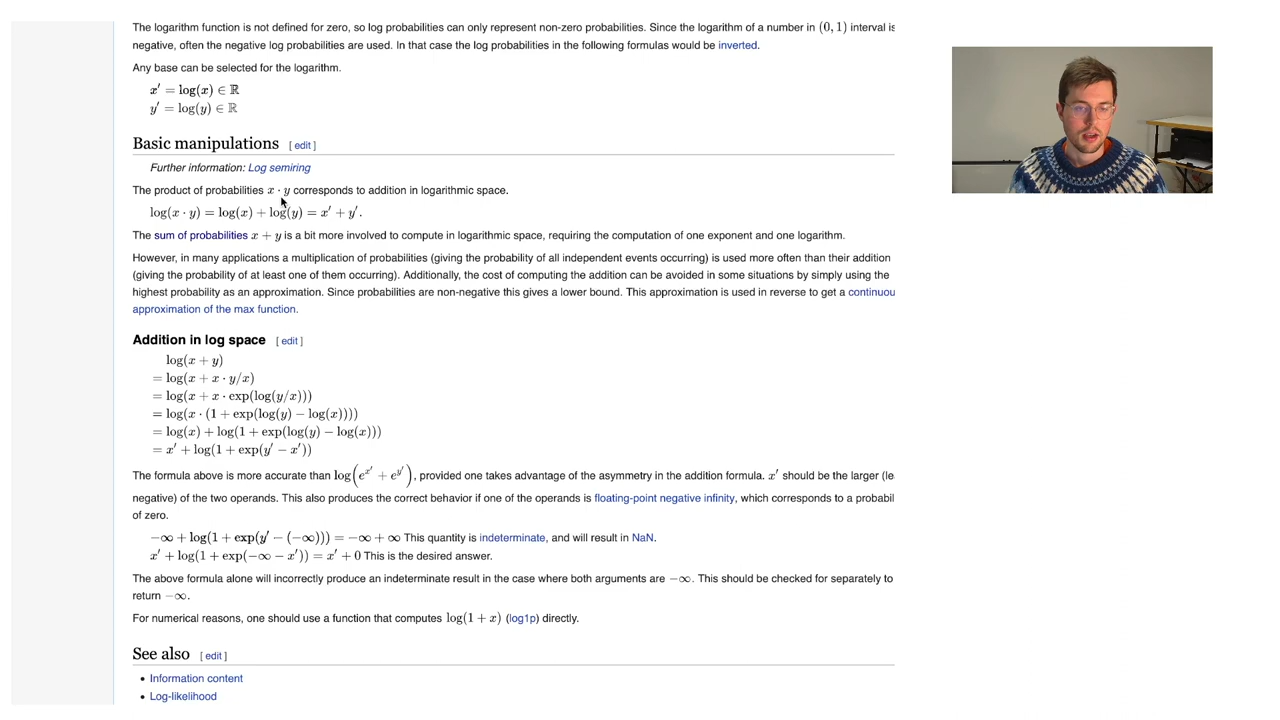 The logarithm function is not defined for zero, so log probabilities can only represent non-zero probabilities. Since the logarithm of a number in (0, 1) interval is
negative, often the negative log probabilities are used. In that case the log probabilities in the following formulas would be inverted.
Any base can be selected for the logarithm.
x′ = log(x) ∈ ℝ
y′ = log(y) ∈ ℝ
Basic manipulations [ edit ]
Further information: Log semiring
The product of probabilities x · y corresponds to addition in logarithmic space.
log(x · y) = log(x) + log(y) = x′ + y′.
The sum of probabilities x + y is a bit more involved to compute in logarithmic space, requiring the computation of one exponent and one logarithm.
However, in many applications a multiplication of probabilities (giving the probability of all independent events occurring) is used more often than their addition
(giving the probability of at least one of them occurring). Additionally, the cost of computing the addition can be avoided in some situations by simply using the
highest probability as an approximation. Since probabilities are non-negative this gives a lower bound. This approximation is used in reverse to get a continuou
approximation of the max function.
Addition in log space [ edit ]
log(x + y)
= log(x + x · y/x)
= log(x + x · exp(log(y/x)))
= log(x · (1 + exp(log(y) − log(x))))
= log(x) + log(1 + exp(log(y) − log(x)))
= x′ + log(1 + exp(y′ − x′))
The formula above is more accurate than log(e^x′ + e^y′), provided one takes advantage of the asymmetry in the addition formula. x′ should be the larger (le
negative) of the two operands. This also produces the correct behavior if one of the operands is floating-point negative infinity, which corresponds to a probabil
of zero.
−∞ + log(1 + exp(y′ − (−∞))) = −∞ + ∞ This quantity is indeterminate, and will result in NaN.
x′ + log(1 + exp(−∞ − x′)) = x′ + 0 This is the desired answer.
The above formula alone will incorrectly produce an indeterminate result in the case where both arguments are −∞. This should be checked for separately to
return −∞.
For numerical reasons, one should use a function that computes log(1 + x) (log1p) directly.
See also [ edit ]
• Information content
• Log-likelihood